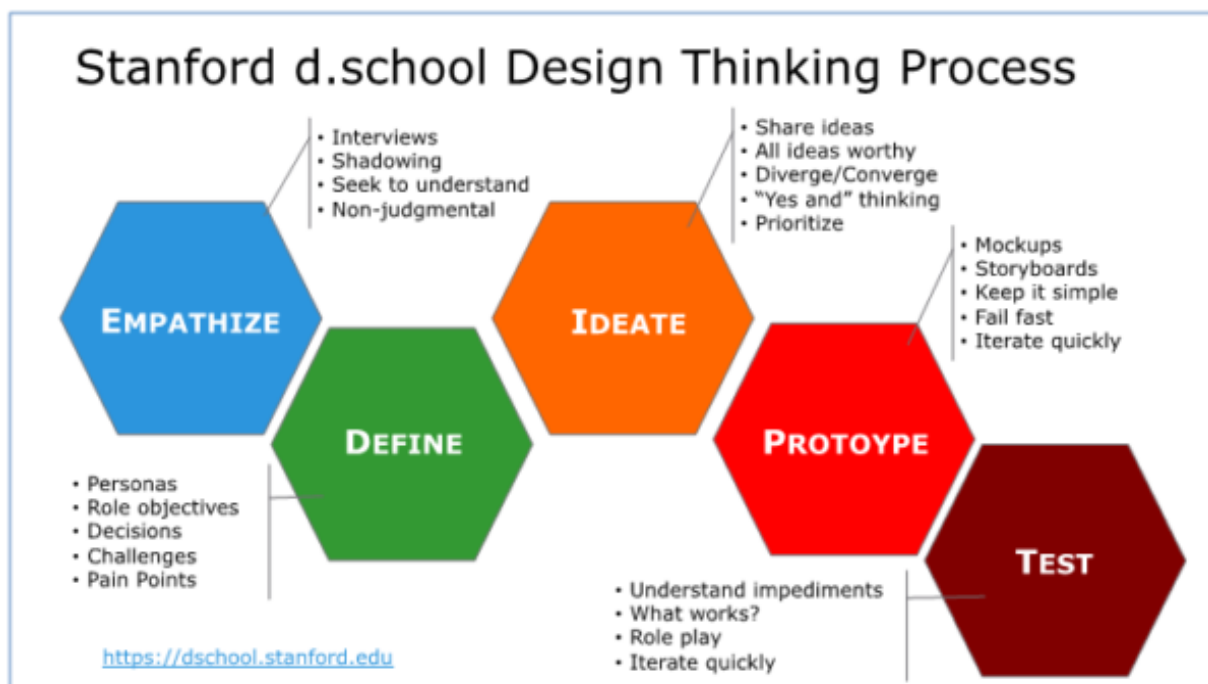 Stanford d.school Design Thinking Process
• Interviews
• Shadowing
• Seek to understand
• Non-judgmental
• Share ideas
• All ideas worthy
• Diverge/Converge
• “Yes and” thinking
• Prioritize
• Mockups
• Storyboards
• Keep it simple
• Fail fast
• Iterate quickly
EMPATHIZE
DEFINE
IDEATE
PROTOYPE
TEST
• Personas
• Role objectives
• Decisions
• Challenges
• Pain Points
• Understand impediments
• What works?
• Role play
• Iterate quickly
https://dschool.stanford.edu